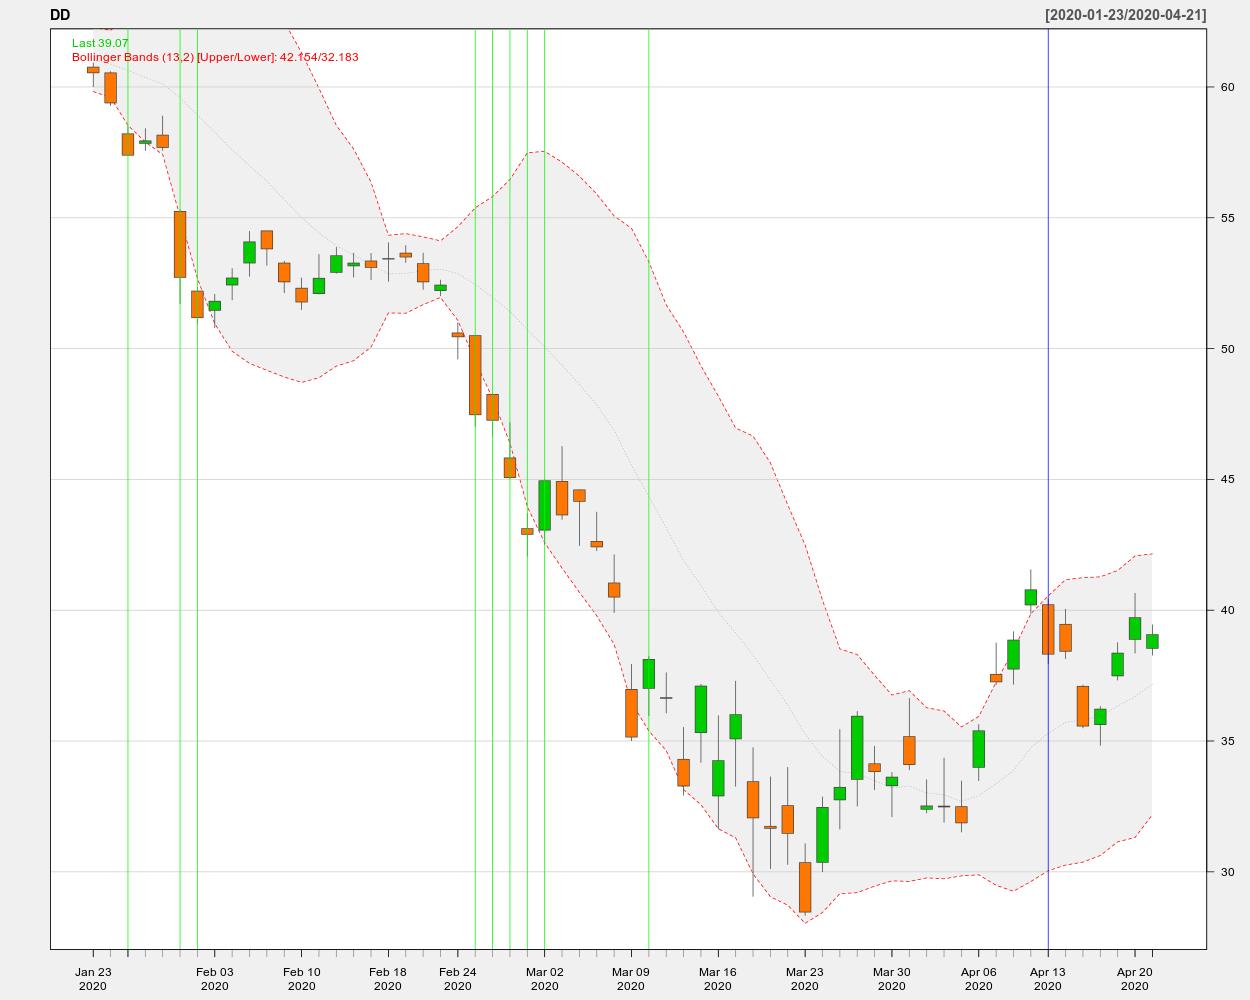 DD [2020-01-23/2020-04-21]
Last 39.07
Bollinger Bands (13,2) [Upper/Lower]: 42.154/32.183
60
55
50
45
40
35
30
Jan 23 Feb 03 Feb 10 Feb 18 Feb 24 Mar 02 Mar 09 Mar 16 Mar 23 Mar 30 Apr 06 Apr 13 Apr 20
2020 2020 2020 2020 2020 2020 2020 2020 2020 2020 2020 2020 2020